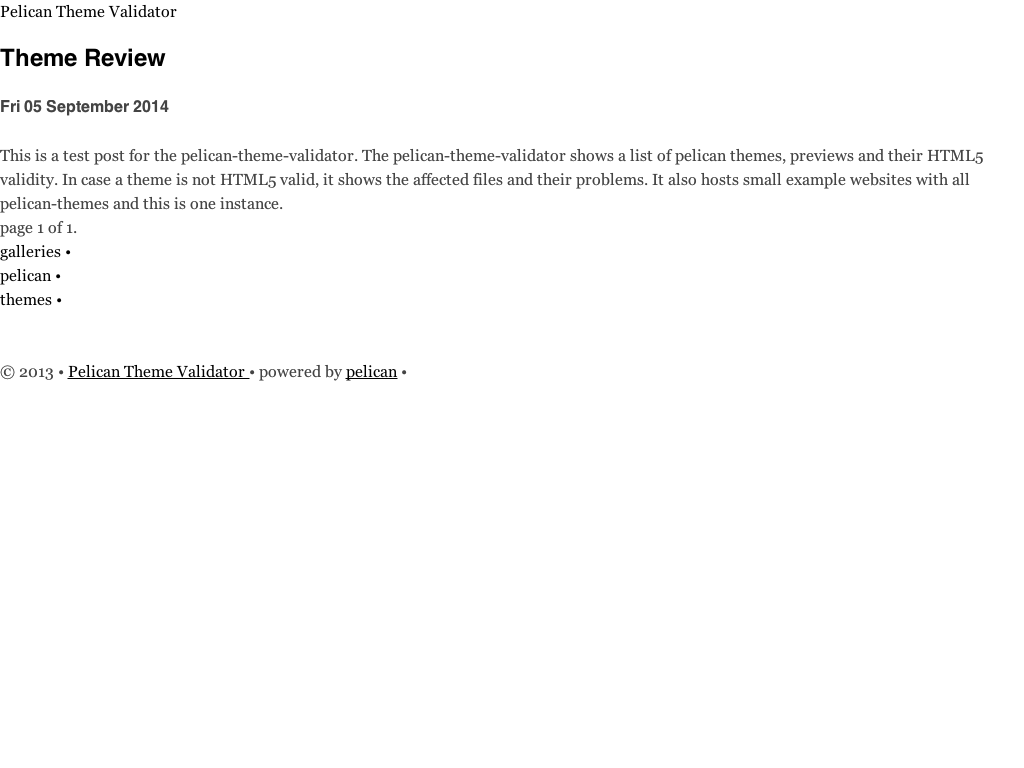 Pelican Theme Validator
Theme Review
Fri 05 September 2014
This is a test post for the pelican-theme-validator. The pelican-theme-validator shows a list of pelican themes, previews and their HTML5
validity. In case a theme is not HTML5 valid, it shows the affected files and their problems. It also hosts small example websites with all
pelican-themes and this is one instance.
page 1 of 1.
galleries •
pelican •
themes •
© 2013 • Pelican Theme Validator • powered by pelican •